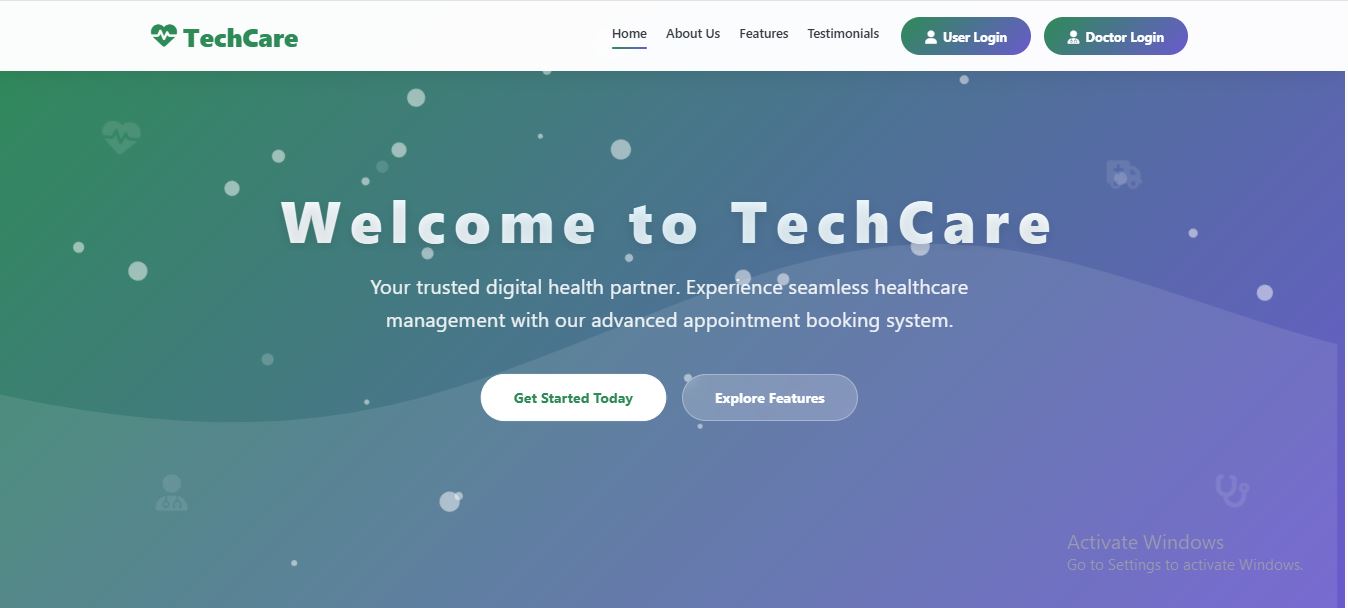 TechCare
Home About Us Features Testimonials User Login Doctor Login
Welcome to TechCare
Your trusted digital health partner. Experience seamless healthcare
management with our advanced appointment booking system.
Get Started Today Explore Features
Activate Windows
Go to Settings to activate Windows.